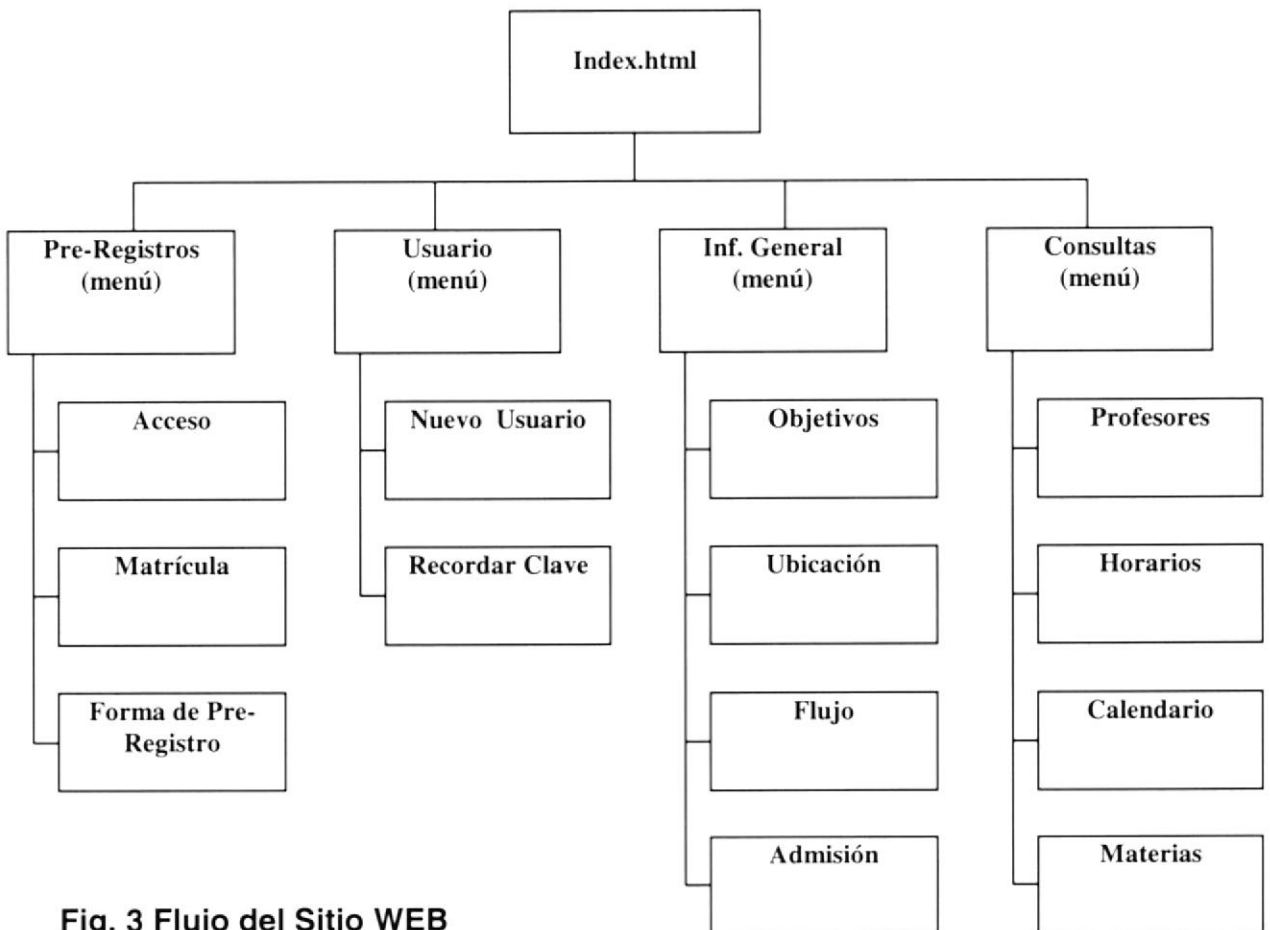 Index.html
Pre-Registros
(menú)
Usuario
(menú)
Inf. General
(menú)
Consultas
(menú)
Acceso
Nuevo Usuario
Objetivos
Profesores
Matrícula
Recordar Clave
Ubicación
Horarios
Forma de Pre-
Registro
Flujo
Calendario
Admisión
Materias
Fig. 3 Flujo del Sitio WEB